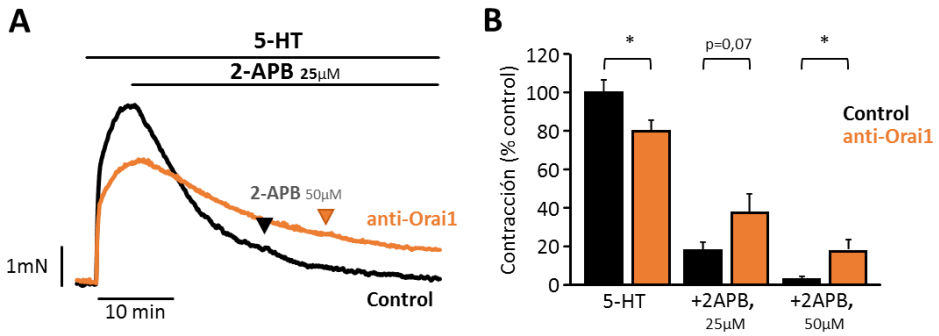 A
5-HT
2-APB 25µM
2-APB 50µM
anti-Orai1
Control
1mN
10 min
B
Contracción (% control)
120
100
80
60
40
20
0
*
p=0,07
*
Control
anti-Orai1
5-HT
+2APB,
25µM
+2APB,
50µM